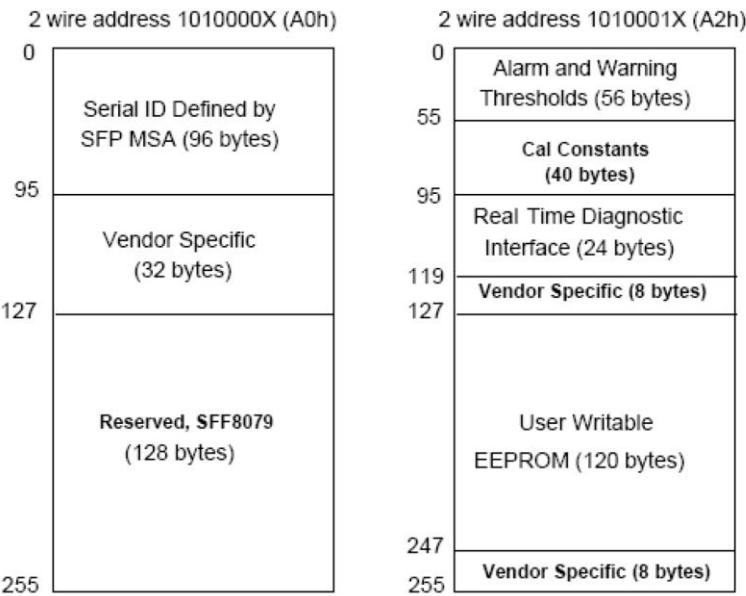 2 wire address 1010000X (A0h)
0
Serial ID Defined by
SFP MSA (96 bytes)
95
Vendor Specific
(32 bytes)
127
Reserved, SFF8079
(128 bytes)
255
2 wire address 1010001X (A2h)
0
Alarm and Warning
Thresholds (56 bytes)
55
Cal Constants
(40 bytes)
95
Real Time Diagnostic
Interface (24 bytes)
119
Vendor Specific (8 bytes)
127
User Writable
EEPROM (120 bytes)
247
Vendor Specific (8 bytes)
255